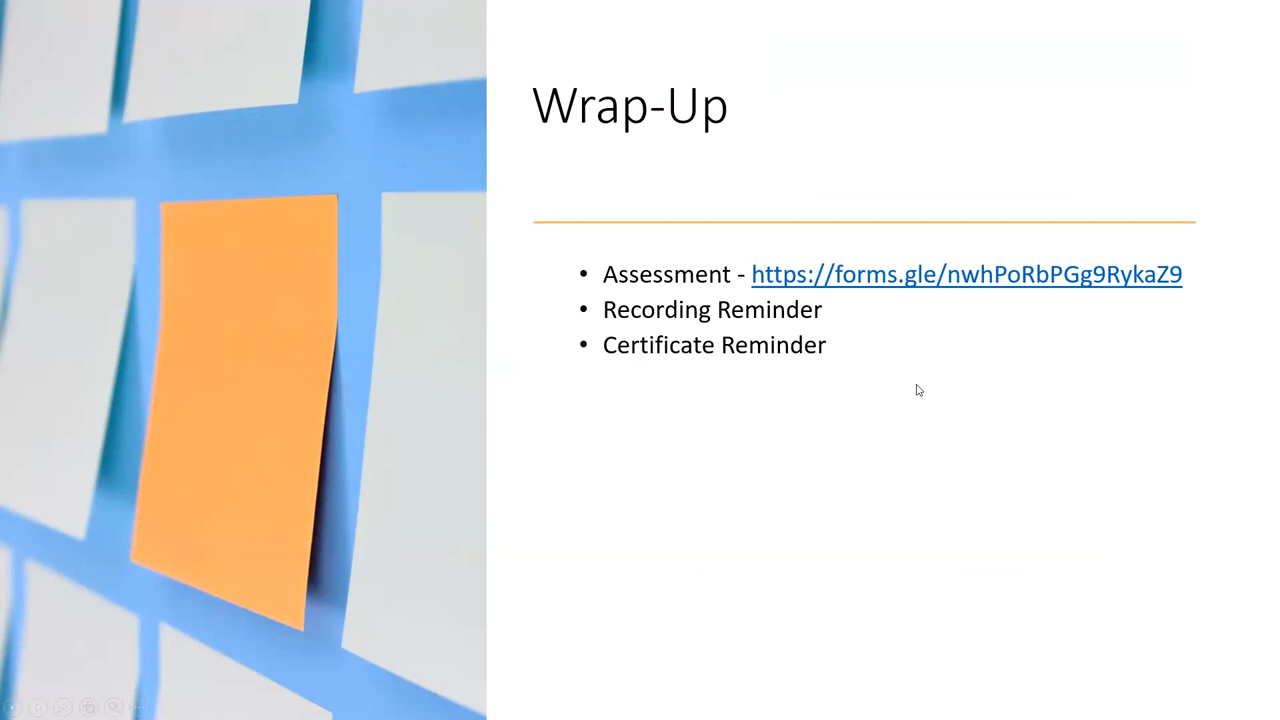 Wrap-Up
• Assessment - https://forms.gle/nwhPoRbPGg9RykaZ9
• Recording Reminder
• Certificate Reminder